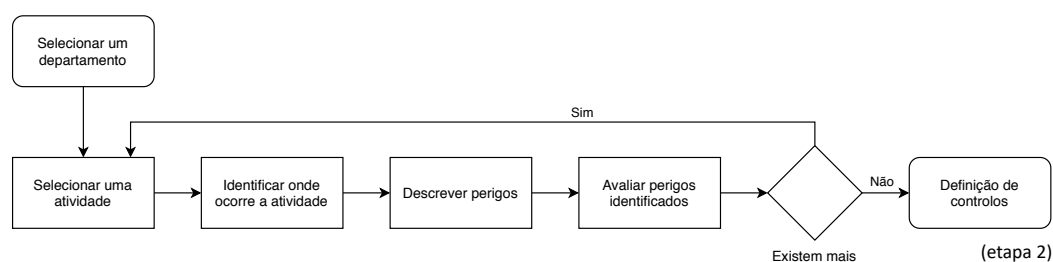 Selecionar um
departamento
Sim
Selecionar uma
atividade
Identificar onde
ocorre a atividade
Descrever perigos
Avaliar perigos
identificados
Existem mais
Não
Definição de
controlos
(etapa 2)